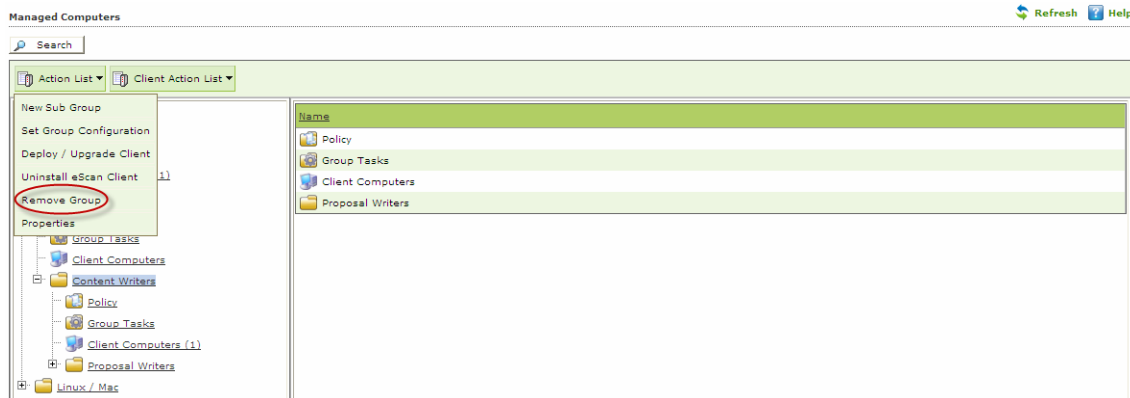 Managed Computers
Refresh Help
Search
Action List Client Action List
New Sub Group
Set Group Configuration
Deploy / Upgrade Client
Uninstall eScan Client
1)
Remove Group
Properties
Group Tasks
Client Computers
Content Writers
Policy
Group Tasks
Client Computers (1)
Proposal Writers
Linux / Mac
Name
Policy
Group Tasks
Client Computers
Proposal Writers